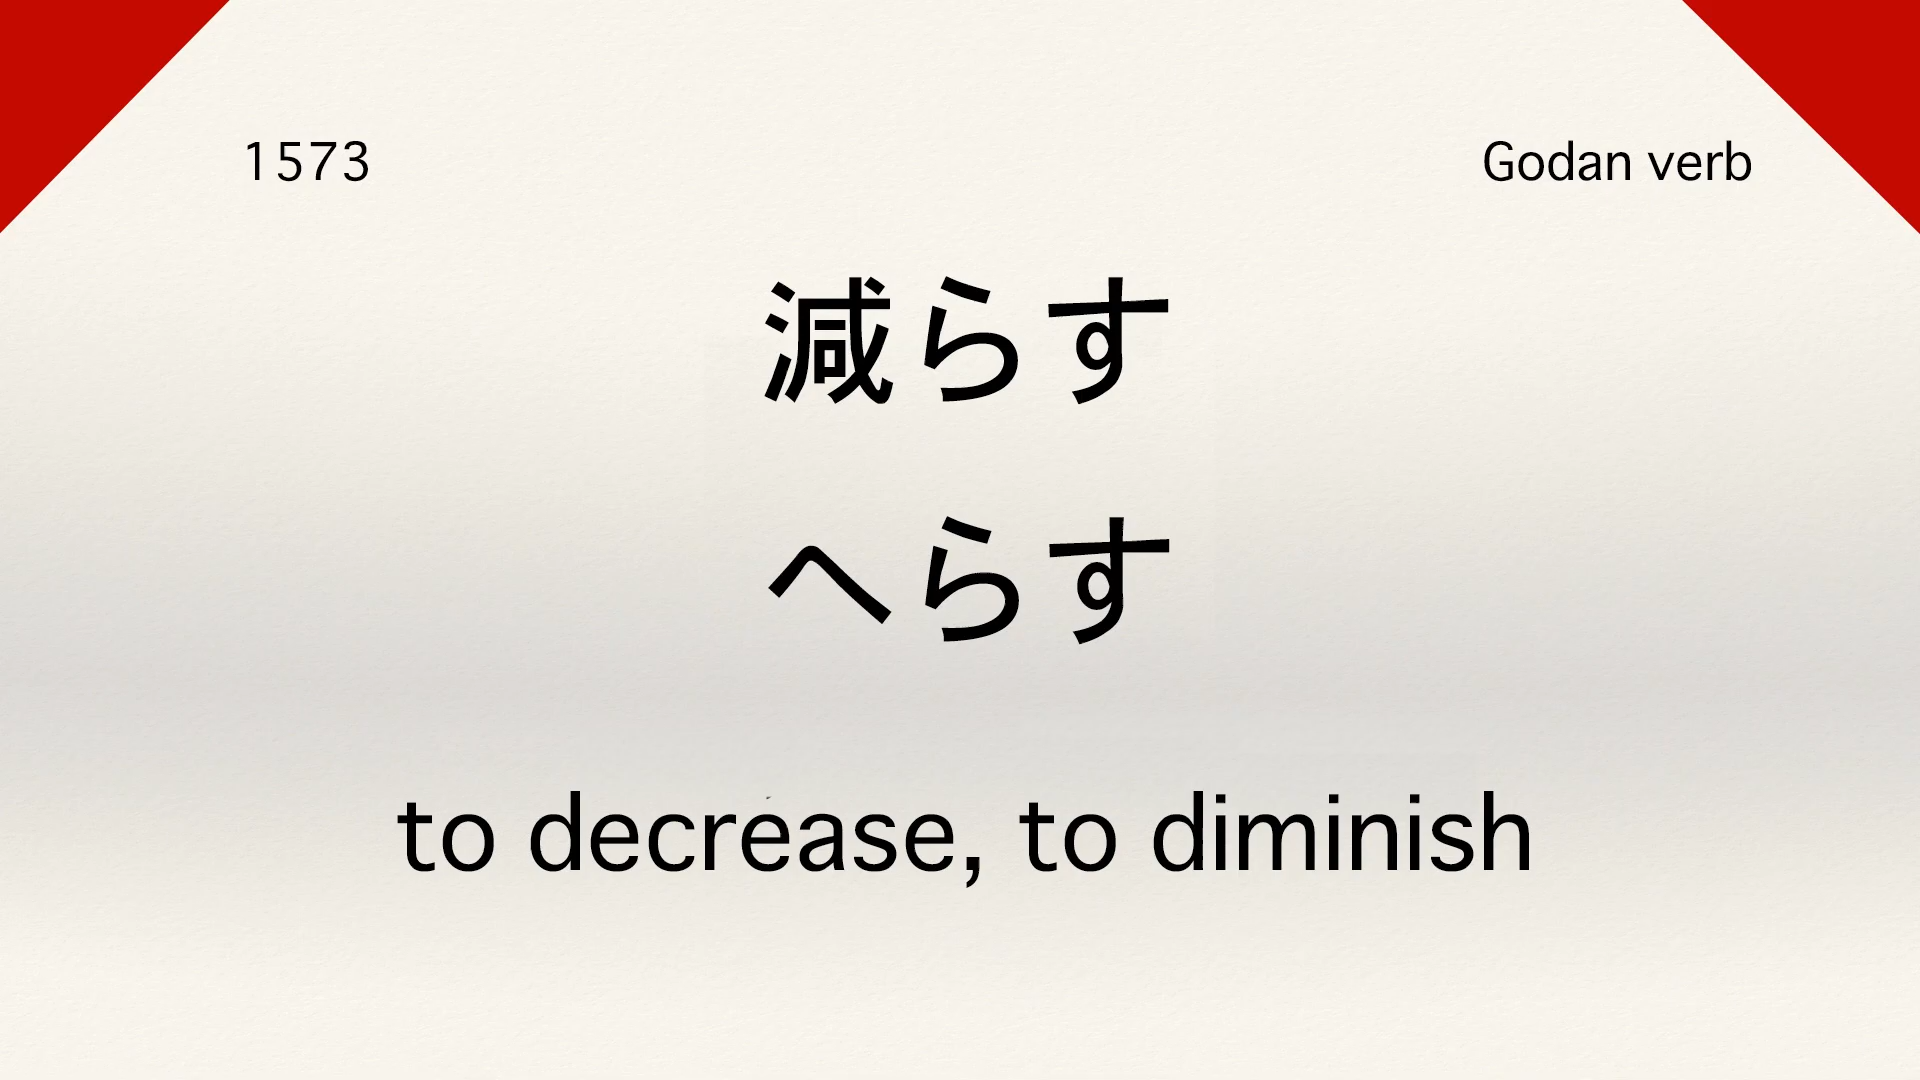 1573
Godan verb
減らす
へらす
to decrease, to diminish